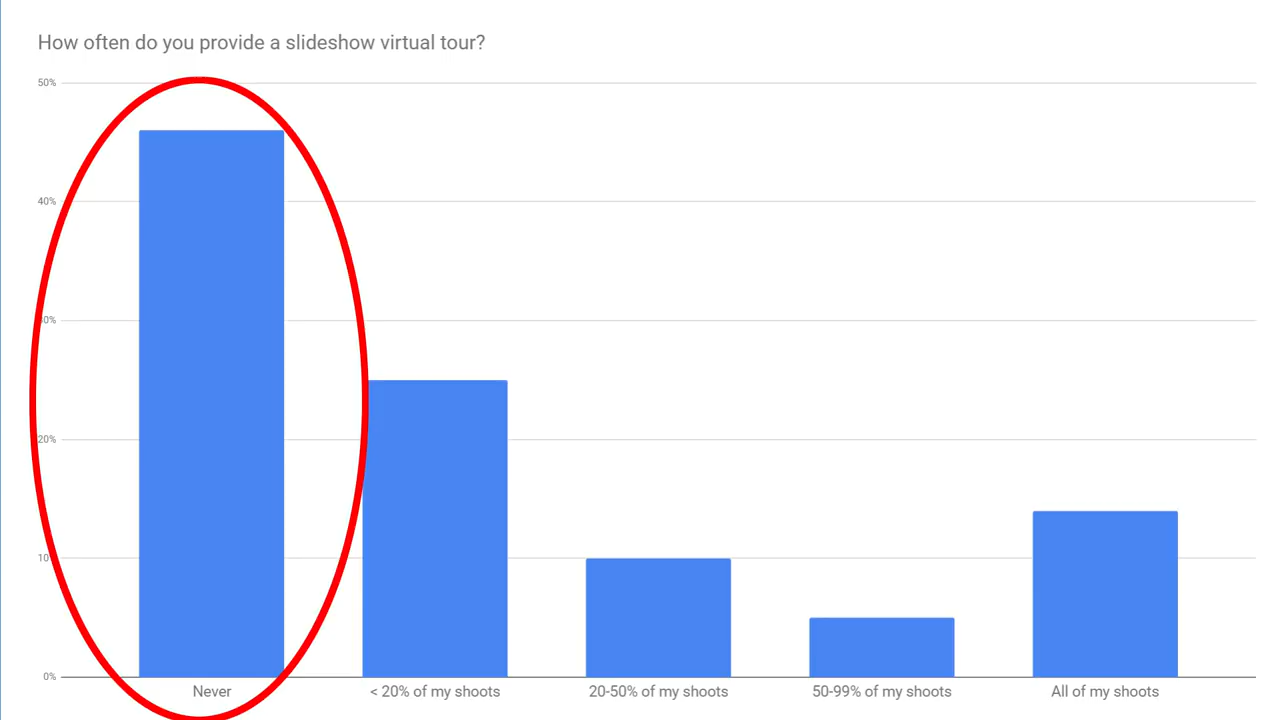 How often do you provide a slideshow virtual tour?
50%
40%
20%
10
0%
Never
< 20% of my shoots
20-50% of my shoots
50-99% of my shoots
All of my shoots